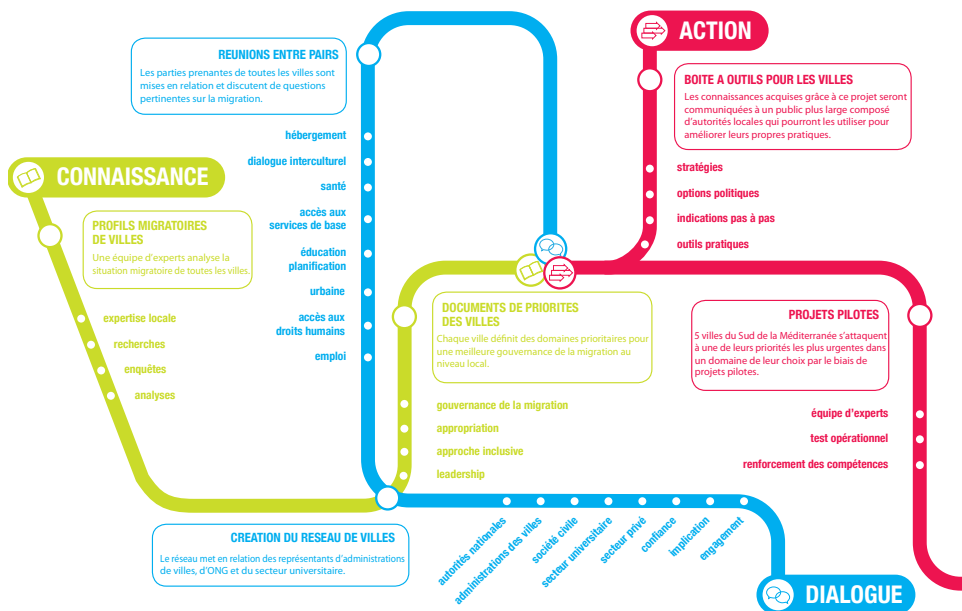 CONNAISSANCE
PROFILS MIGRATOIRES
DE VILLES
Une équipe d'experts analyse la
situation migratoire de toutes les villes.
expertise locale
recherches
enquêtes
analyses
REUNIONS ENTRE PAIRS
Les parties prenantes de toutes les villes sont
mises en relation et discutent de questions
pertinentes sur la migration.
hébergement
dialogue interculturel
santé
accès aux
services de base
éducation
planification
urbaine
accès aux
droits humains
emploi
CREATION DU RESEAU DE VILLES
Le réseau met en relation des représentants d'administrations
de villes, d'ONG et du secteur universitaire.
DOCUMENTS DE PRIORITES
DES VILLES
Chaque ville définit des domaines prioritaires pour
une meilleure gouvernance de la migration au
niveau local.
gouvernance de la migration
appropriation
approche inclusive
leadership
autorités nationales
administrations des villes
société civile
secteur universitaire
secteur privé
confiance
implication
engagement
DIALOGUE
ACTION
BOITE A OUTILS POUR LES VILLES
Les connaissances acquises grâce à ce projet seront
communiquées à un public plus large composé
d'autorités locales qui pourront les utiliser pour
améliorer leurs propres pratiques.
stratégies
options politiques
indications pas à pas
outils pratiques
PROJETS PILOTES
5 villes du Sud de la Méditerranée s'attaquent
à une de leurs priorités les plus urgentes dans
un domaine de leur choix par le biais de
projets pilotes.
équipe d'experts
test opérationnel
renforcement des compétences